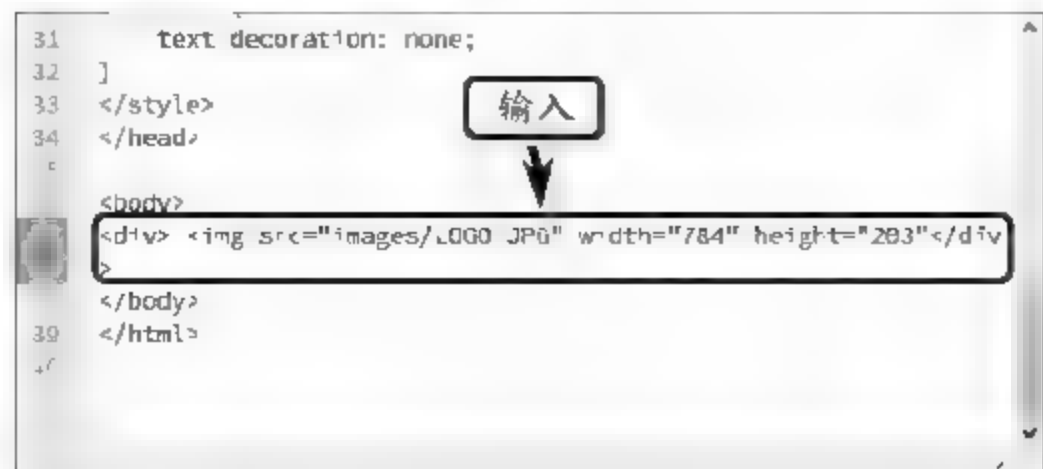 31 text decoration: none;
32 ]
33 </style>
输入
34 </head>
<body>
<div> <img src="images/LOGO JPG" width="784" height="203"</div
>
</body>
39 </html>